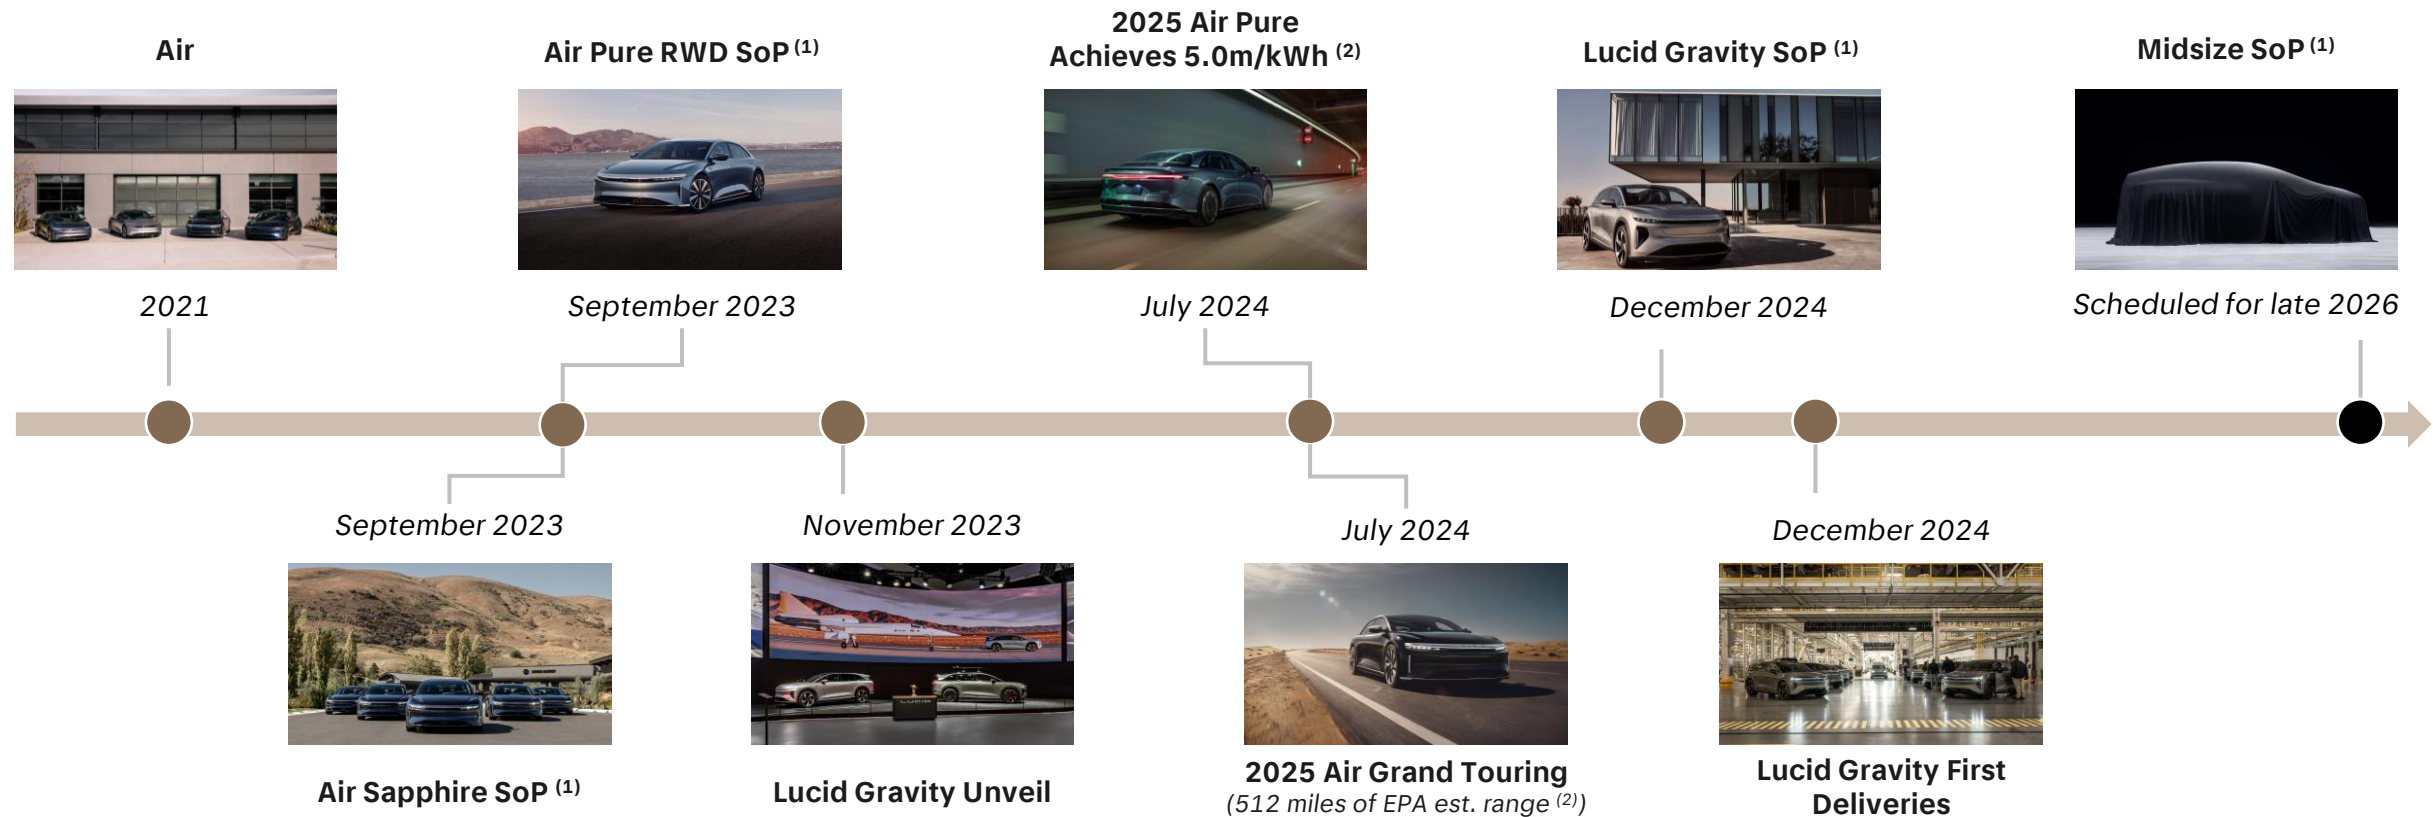 Air
2021
Air Pure RWD SoP (1)
September 2023
2025 Air Pure
Achieves 5.0m/kWh (2)
July 2024
Lucid Gravity SoP (1)
December 2024
Midsize SoP (1)
Scheduled for late 2026
September 2023
Air Sapphire SoP (1)
November 2023
LUCID
Lucid Gravity Unveil
July 2024
2025 Air Grand Touring
(512 miles of EPA est. range (2))
December 2024
Lucid Gravity First
Deliveries